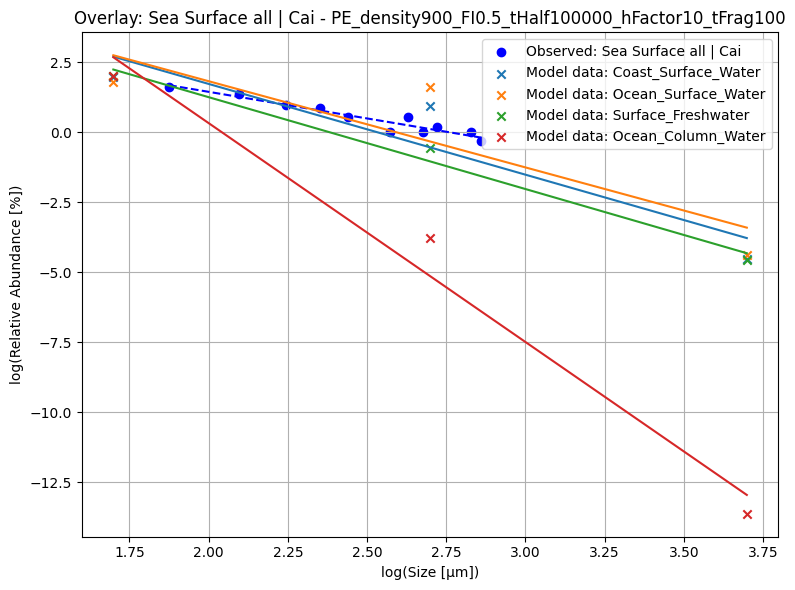 Overlay: Sea Surface all | Cai - PE_density900_FI0.5_tHalf100000_hFactor10_tFrag100
Observed: Sea Surface all | Cai
Model data: Coast_Surface_Water
Model data: Ocean_Surface_Water
Model data: Surface_Freshwater
Model data: Ocean_Column_Water
log(Relative Abundance [%])
2.5
0.0
−2.5
−5.0
−7.5
−10.0
−12.5
1.75 2.00 2.25 2.50 2.75 3.00 3.25 3.50 3.75
log(Size [µm])